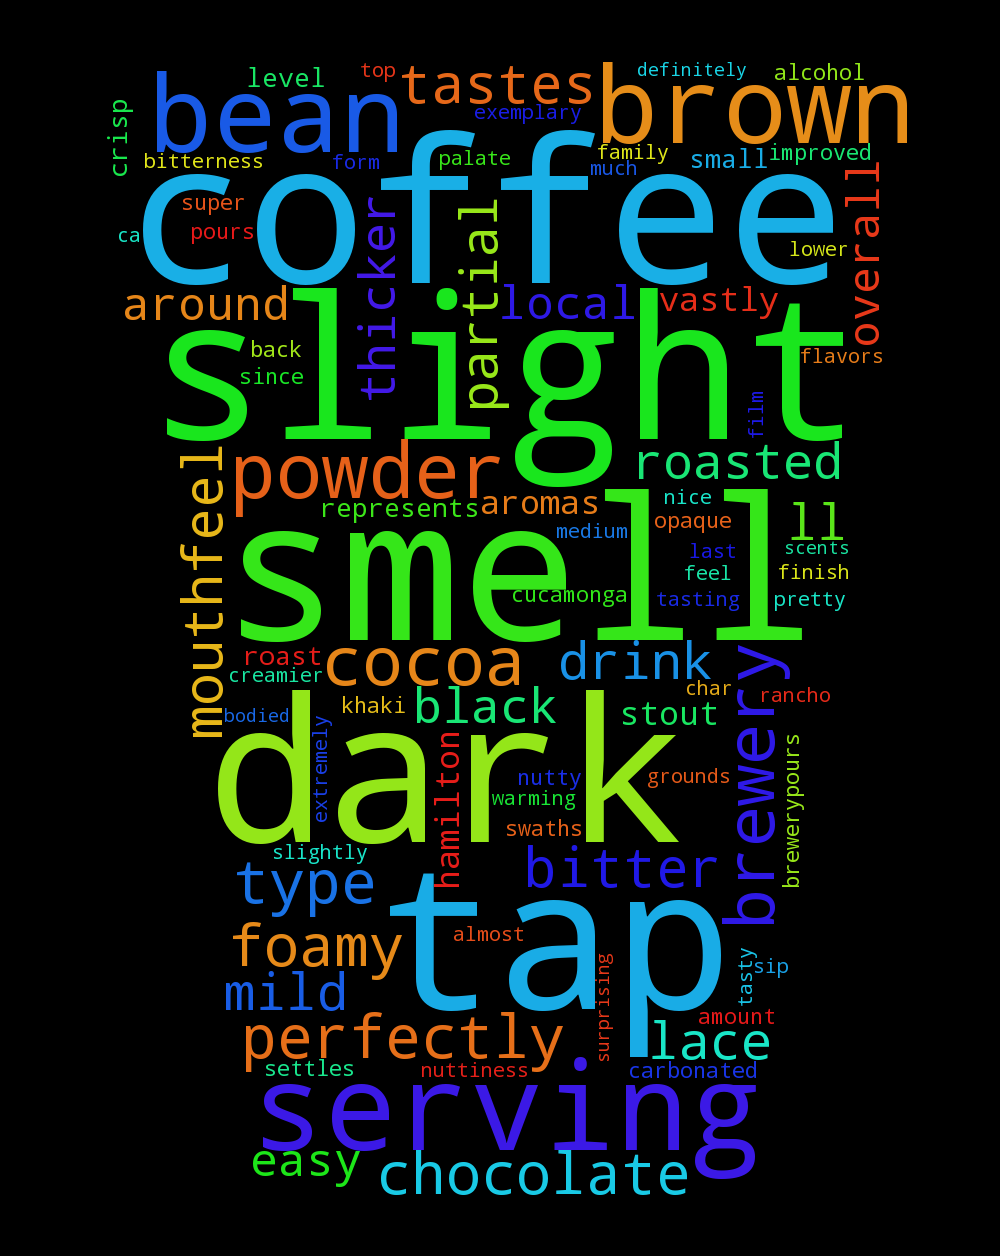 top
definitely
level
tastes
alcohol
bean
brown
exemplary
crisp
bitterness
form
palate
family
much
small
improved
coffee
super
pours
ca
thicker
partial
overall
lower
around
local
vastly
slight
back
since
flavors
film
mouthfeel
powder
roasted
represents
aromas
nice
opaque
ll
medium
smell
last
scents
feel
finish
cucamonga
tasting
pretty
roast
cocoa
drink
creamier
brewery
khaki
black
char
rancho
bodied
extremely
stout
dark
hamilton
nutty
grounds
warming
brewerypours
swaths
slightly
type
bitter
tap
foamy
almost
tasty
sip
mild
surprising
amount
perfectly
lace
settles
nuttiness
carbonated
serving
easy
chocolate